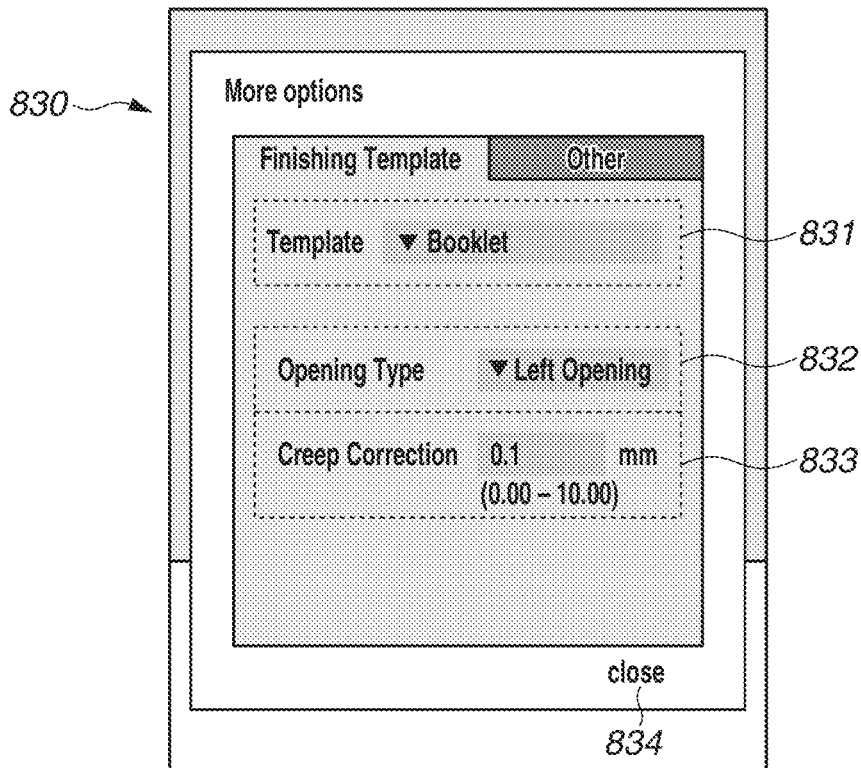 More options
830
Finishing Template Other
Template ▼ Booklet 831
Opening Type ▼ Left Opening 832
Creep Correction 0.1 mm 833
(0.00 – 10.00)
close
834